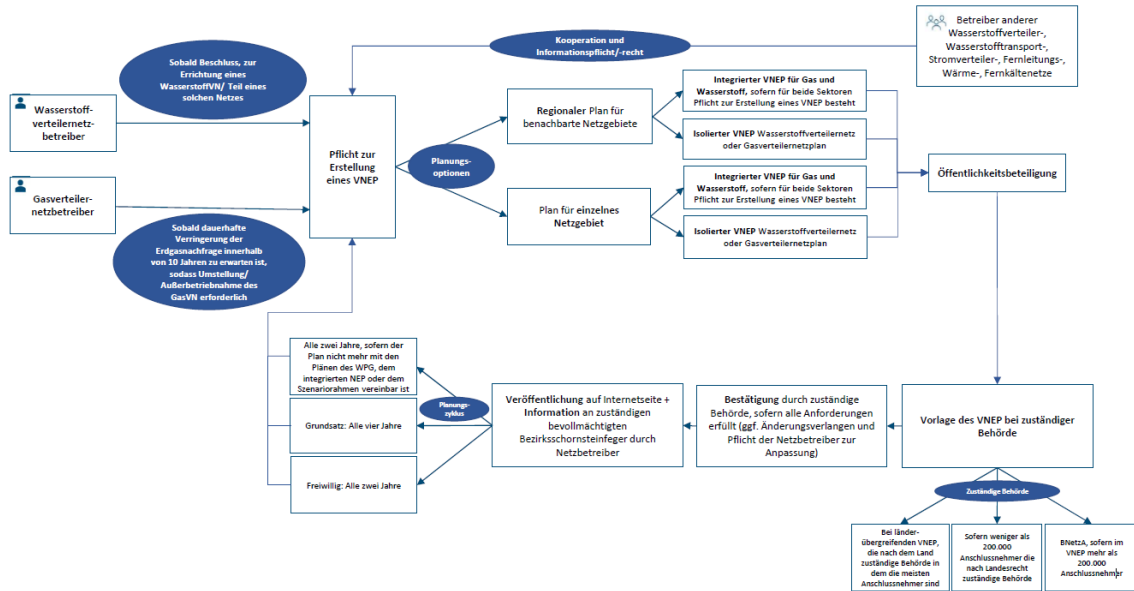 Kooperation und
Informationspflicht/-recht
Betreiber anderer
Wasserstoffverteiler-,
Wasserstofftransport-,
Stromverteiler-, Fernleitungs-,
Wärme-, Fernkältenetze
Sobald Beschluss, zur
Errichtung eines
WasserstoffVN/ Teil eines
solchen Netzes
Wasserstoff-
verteilernetz-
betreiber
Gasverteiler-
netzbetreiber
Sobald dauerhafte
Verringerung der
Erdgasnachfrage innerhalb
von 10 Jahren zu erwarten ist,
sodass Umstellung/
Außerbetriebnahme des
GasVN erforderlich
Pflicht zur
Erstellung
eines VNEP
Planungs-
optionen
Regionaler Plan für
benachbarte Netzgebiete
Plan für einzelnes
Netzgebiet
Integrierter VNEP für Gas und
Wasserstoff, sofern für beide Sektoren
Pflicht zur Erstellung eines VNEP besteht
Isolierter VNEP Wasserstoffverteilernetz
oder Gasverteilernetzplan
Integrierter VNEP für Gas und
Wasserstoff, sofern für beide Sektoren
Pflicht zur Erstellung eines VNEP besteht
Isolierter VNEP Wasserstoffverteilernetz
oder Gasverteilernetzplan
Öffentlichkeitsbeteiligung
Vorlage des VNEP bei zuständiger
Behörde
Zuständige Behörde
Bei länder-
übergreifenden VNEP,
die nach dem Land
zuständige Behörde in
dem die meisten
Anschlussnehmer sind
Sofern weniger als
200.000
Anschlussnehmer die
nach Landesrecht
zuständige Behörde
BNetzA, sofern im
VNEP mehr als
200.000
Anschlussnehmer
Bestätigung durch zuständige
Behörde, sofern alle Anforderungen
erfüllt (ggf. Änderungsverlangen und
Pflicht der Netzbetreiber zur
Anpassung)
Veröffentlichung auf Internetseite +
Information an zuständigen
bevollmächtigten
Bezirksschornsteinfeger durch
Netzbetreiber
Planungs-
zyklus
Alle zwei Jahre, sofern der
Plan nicht mehr mit den
Plänen des WPG, dem
integrierten NEP oder dem
Szenariorahmen vereinbar ist
Grundsatz: Alle vier Jahre
Freiwillig: Alle zwei Jahre